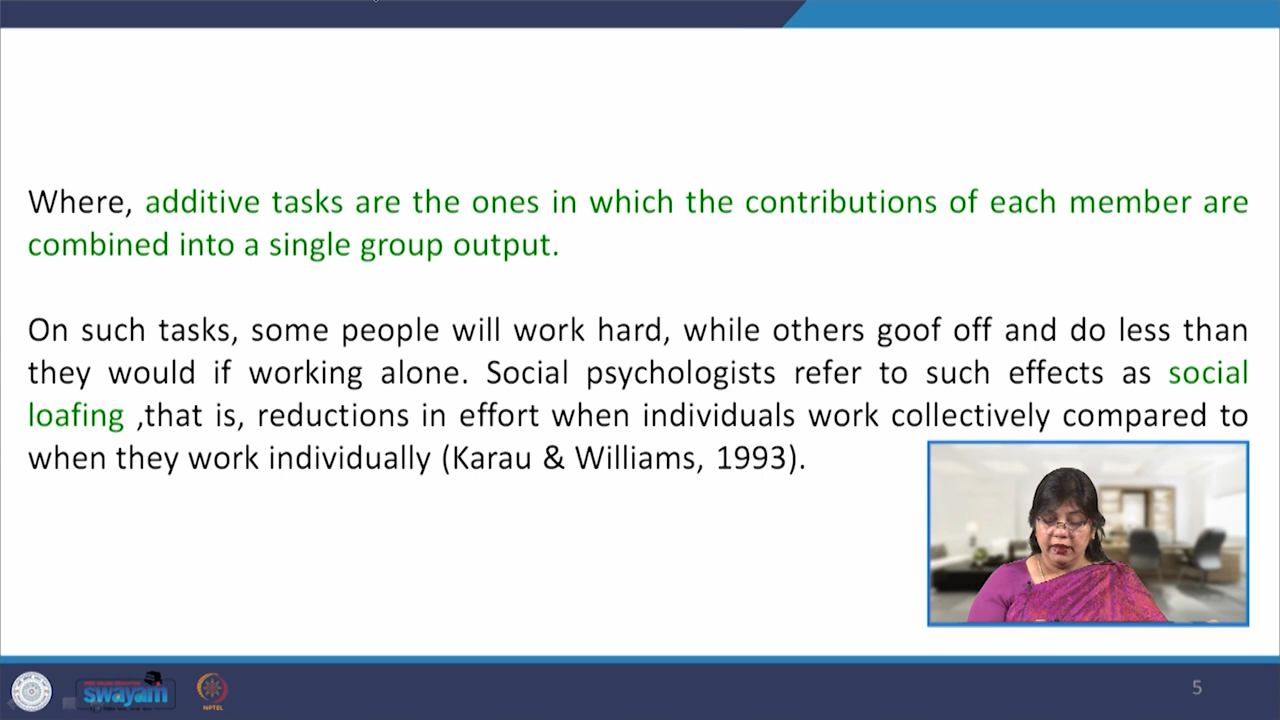 Where, additive tasks are the ones in which the contributions of each member are
combined into a single group output.
On such tasks, some people will work hard, while others goof off and do less than
they would if working alone. Social psychologists refer to such effects as social
loafing ,that is, reductions in effort when individuals work collectively compared to
when they work individually (Karau & Williams, 1993).
swayam
NPTEL
5